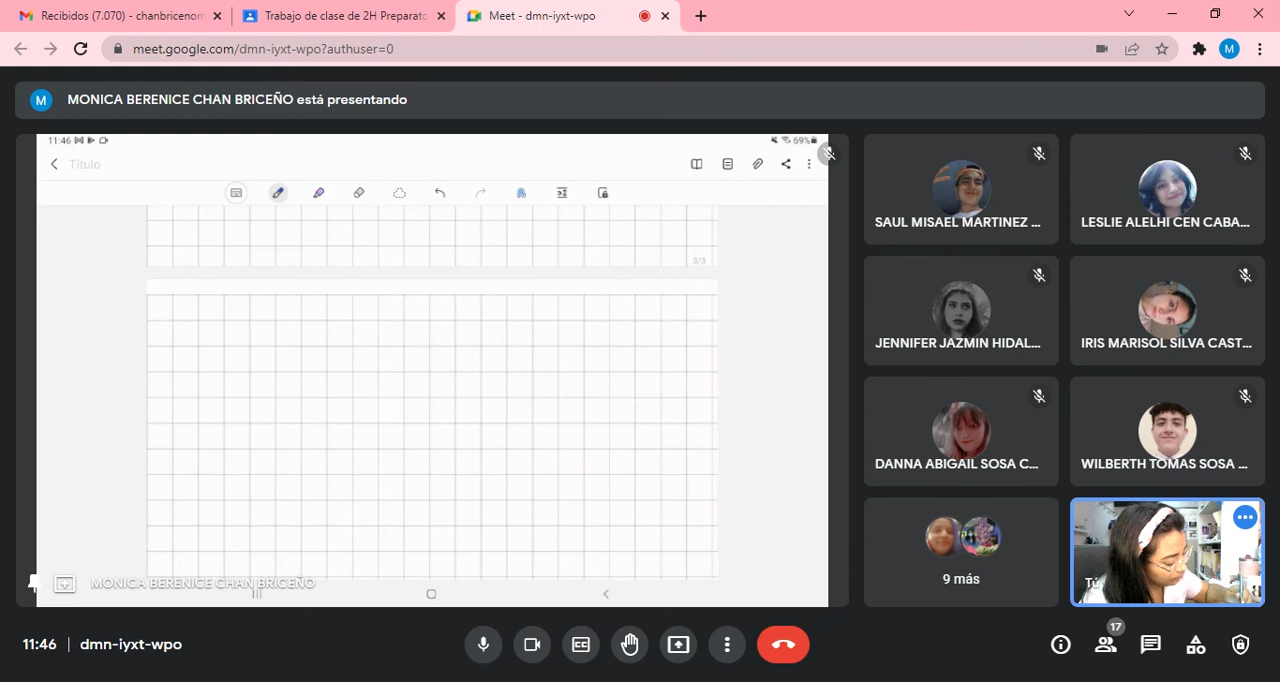 Recibidos (7.070) - chanbricenom
Trabajo de clase de 2H Preparato
Meet - dmn-iyxt-wpo
meet.google.com/dmn-iyxt-wpo?authuser=0
M
M
MONICA BERENICE CHAN BRICEÑO está presentando
11:46
69%
Título
3/3
MONICA BERENICE CHAN BRICEÑO
SAUL MISAEL MARTINEZ ...
LESLIE ALELHI CEN CABA...
JENNIFER JAZMIN HIDAL...
IRIS MARISOL SILVA CAST...
DANNA ABIGAIL SOSA C...
WILBERTH TOMAS SOSA ...
9 más
Tú
11:46 | dmn-iyxt-wpo
CC
17